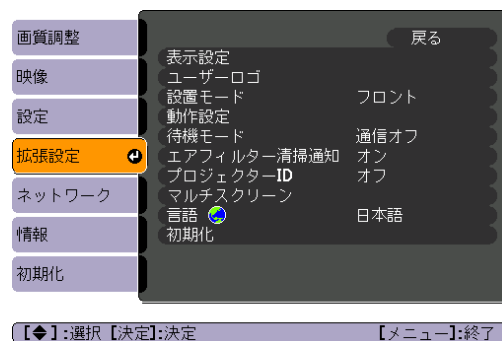 画質調整
映像
設定
拡張設定
ネットワーク
情報
初期化
戻る
表示設定
ユーザーロゴ
設置モード フロント
動作設定
待機モード 通信オフ
エアフィルター清掃通知 オン
プロジェクターID オフ
マルチスクリーン
言語 日本語
初期化
【◆】:選択 【決定】:決定 【メニュー】:終了